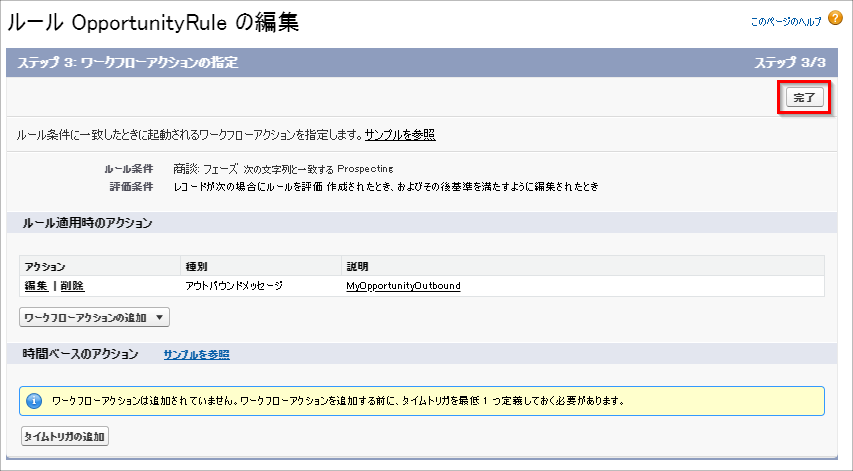 ルール OpportunityRule の編集
このページのヘルプ ?
ステップ 3: ワークフローアクションの指定 ステップ 3/3
完了
ルール条件に一致したときに起動されるワークフローアクションを指定します。サンプルを参照
ルール条件 商談: フェーズ 次の文字列と一致する Prospecting
評価条件 レコードが次の場合にルールを評価 作成されたとき、およびその後基準を満たすように編集されたとき
ルール適用時のアクション
アクション 種別 説明
編集 | 削除 アウトバウンドメッセージ MyOpportunityOutbound
ワークフローアクションの追加 ▼
時間ベースのアクション サンプルを参照
i ワークフローアクションは追加されていません。ワークフローアクションを追加する前に、タイムトリガを最低 1 つ定義しておく必要があります。
タイムトリガの追加